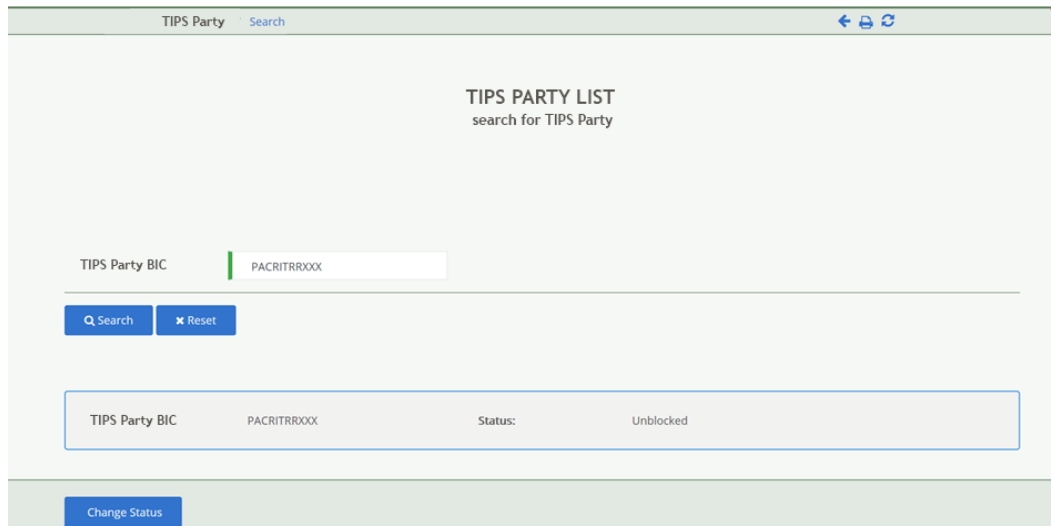 TIPS Party Search
TIPS PARTY LIST
search for TIPS Party
TIPS Party BIC PACRITRRXXX
Search Reset
TIPS Party BIC PACRITRRXXX Status: Unblocked
Change Status